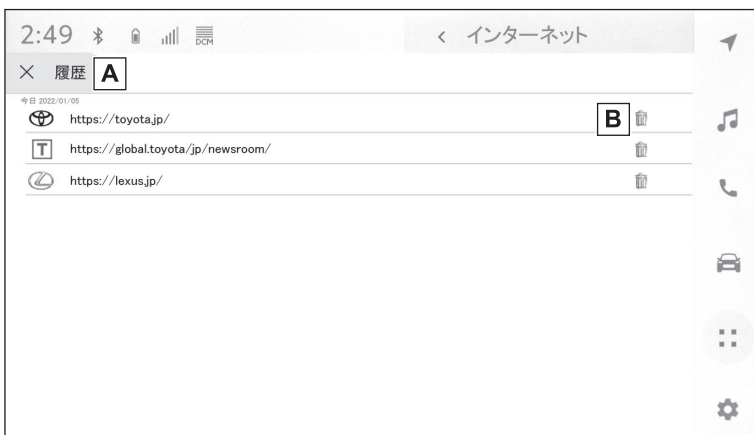 2:49 DCM < インターネット
× 履歴 A
今日 2022/01/05
https://toyota.jp/ B
T https://global.toyota/jp/newsroom/
https://lexus.jp/